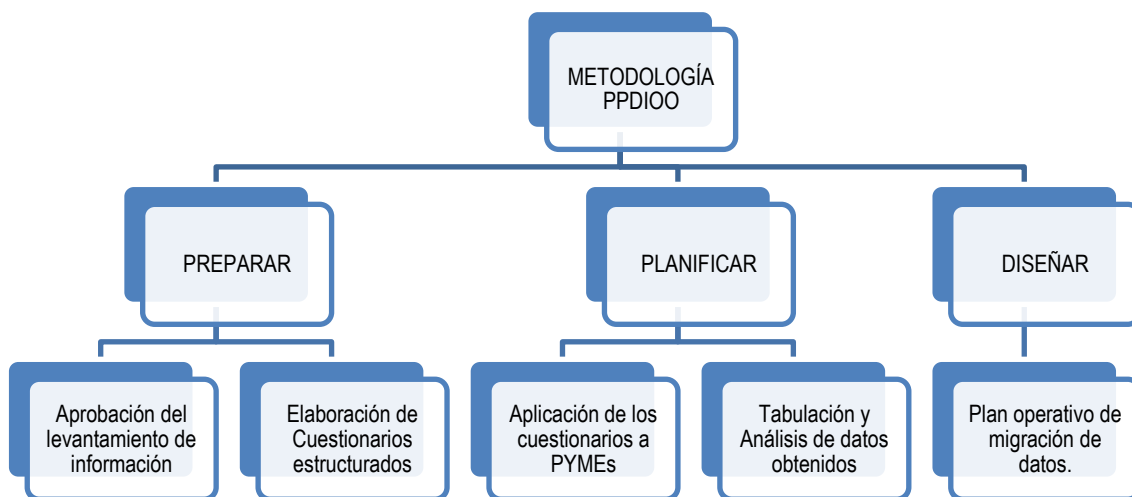 METODOLOGÍA
PPDIOO
PREPARAR
PLANIFICAR
DISEÑAR
Aprobación del
levantamiento de
información
Elaboración de
Cuestionarios
estructurados
Aplicación de los
cuestionarios a
PYMEs
Tabulación y
Análisis de datos
obtenidos
Plan operativo de
migración de
datos.